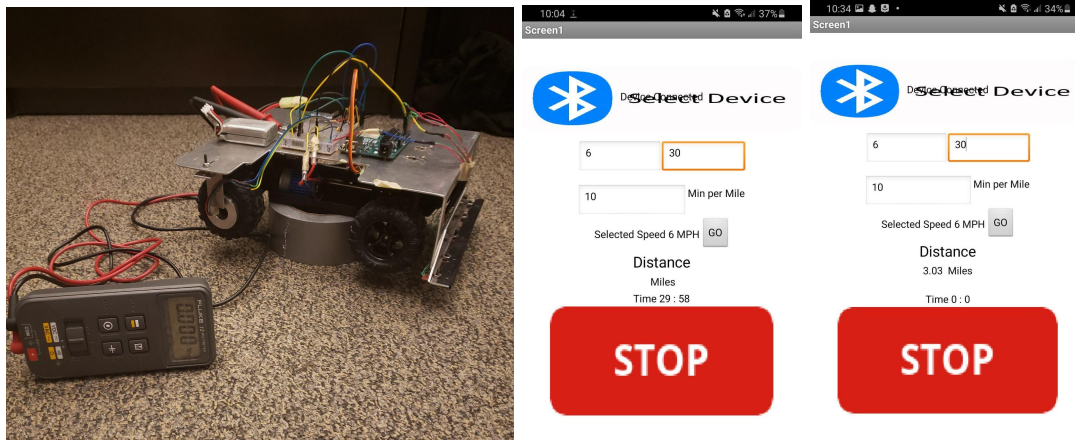 FLUKE
10:04
37%
Screen1
Device Connected
Select Device
6
30
10
Min per Mile
Selected Speed 6 MPH
GO
Distance
Miles
Time 29 : 58
STOP
10:34
34%
Screen1
Device Connected
Select Device
6
30
10
Min per Mile
Selected Speed 6 MPH
GO
Distance
3.03 Miles
Time 0 : 0
STOP